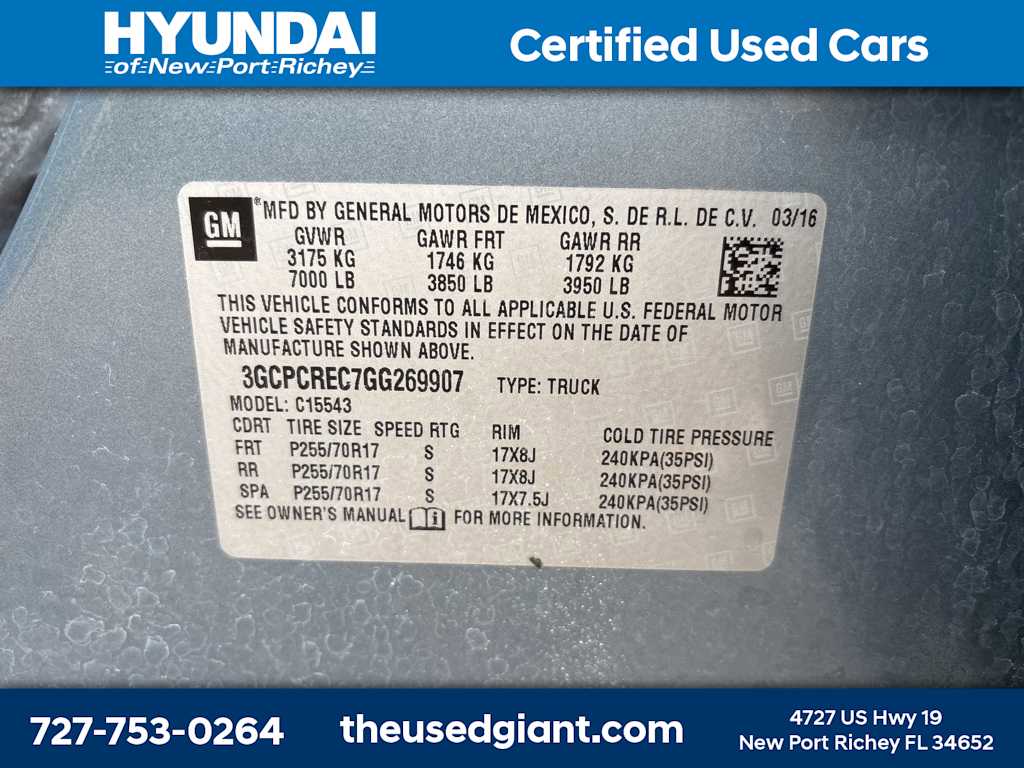 HYUNDAI
of New Port Richey
Certified Used Cars
GM
® MFD BY GENERAL MOTORS DE MEXICO, S. DE R.L. DE C.V. 03/16
GVWR GAWR FRT GAWR RR
3175 KG 1746 KG 1792 KG
7000 LB 3850 LB 3950 LB
THIS VEHICLE CONFORMS TO ALL APPLICABLE U.S. FEDERAL MOTOR
VEHICLE SAFETY STANDARDS IN EFFECT ON THE DATE OF
MANUFACTURE SHOWN ABOVE.
3GCPCREC7GG269907 TYPE: TRUCK
MODEL: C15543
CDRT TIRE SIZE SPEED RTG RIM COLD TIRE PRESSURE
FRT P255/70R17 S 17X8J 240KPA(35PSI)
RR P255/70R17 S 17X8J 240KPA(35PSI)
SPA P255/70R17 S 17X7.5J 240KPA(35PSI)
SEE OWNER'S MANUAL FOR MORE INFORMATION.
727-753-0264
theusedgiant.com
4727 US Hwy 19
New Port Richey FL 34652